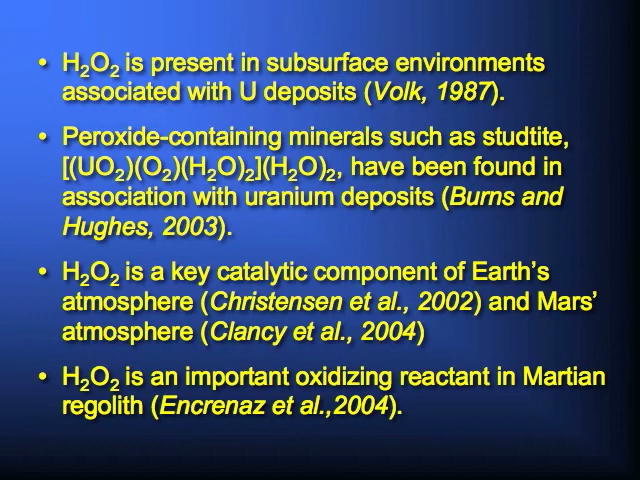 • H₂O₂ is present in subsurface environments
associated with U deposits (Volk, 1987).
• Peroxide-containing minerals such as studtite,
[(UO₂)(O₂)(H₂O)₂](H₂O)₂, have been found in
association with uranium deposits (Burns and
Hughes, 2003).
• H₂O₂ is a key catalytic component of Earth's
atmosphere (Christensen et al., 2002) and Mars'
atmosphere (Clancy et al., 2004)
• H₂O₂ is an important oxidizing reactant in Martian
regolith (Encrenaz et al.,2004).